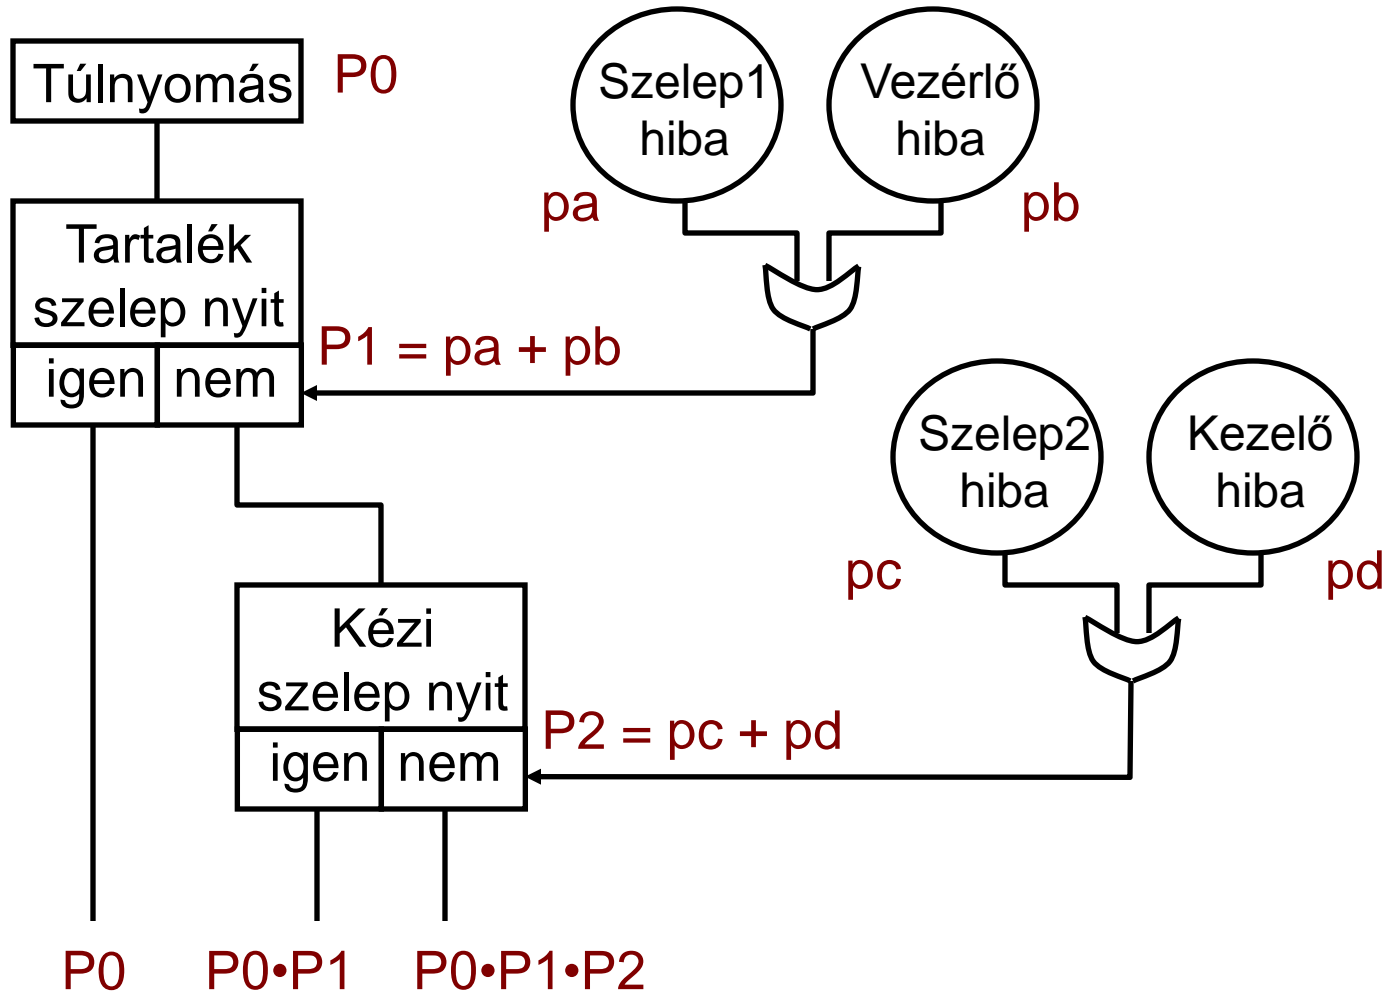 Túlnyomás
P0
Szelep1
hiba
Vezérlő
hiba
pa
pb
Tartalék
szelep nyit
igen
nem
P1 = pa + pb
Szelep2
hiba
Kezelő
hiba
pc
pd
Kézi
szelep nyit
igen
nem
P2 = pc + pd
P0
P0•P1
P0•P1•P2